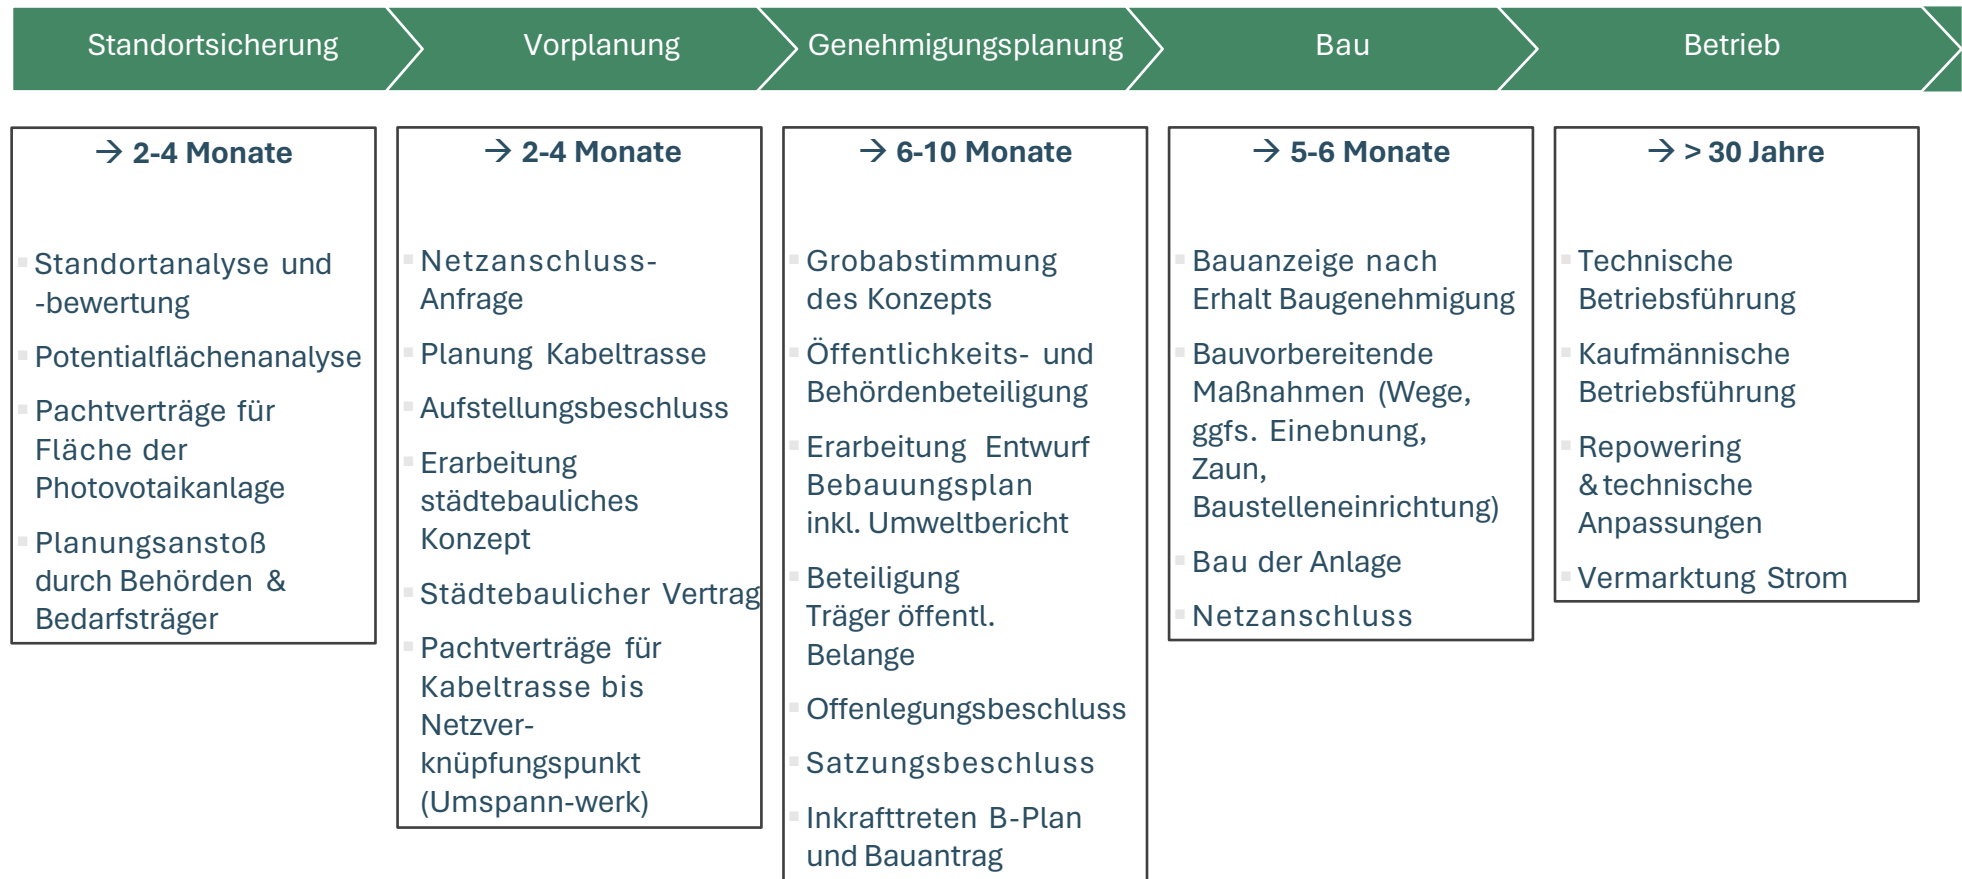 Standortsicherung
Vorplanung
Genehmigungsplanung
Bau
Betrieb
→ 2-4 Monate
Standortanalyse und
-bewertung
Potentialflächenanalyse
Pachtverträge für
Fläche der
Photovotaikanlage
Planungsanstoß
durch Behörden &
Bedarfsträger
→ 2-4 Monate
Netzanschluss-
Anfrage
Planung Kabeltrasse
Aufstellungsbeschluss
Erarbeitung
städtebauliches
Konzept
Städtebaulicher Vertrag
Pachtverträge für
Kabeltrasse bis
Netzver-
knüpfungspunkt
(Umspann-werk)
→ 6-10 Monate
Grobabstimmung
des Konzepts
Öffentlichkeits- und
Behördenbeteiligung
Erarbeitung Entwurf
Bebauungsplan
inkl. Umweltbericht
Beteiligung
Träger öffentl.
Belange
Offenlegungsbeschluss
Satzungsbeschluss
Inkrafttreten B-Plan
und Bauantrag
→ 5-6 Monate
Bauanzeige nach
Erhalt Baugenehmigung
Bauvorbereitende
Maßnahmen (Wege,
ggfs. Einebnung,
Zaun,
Baustelleneinrichtung)
Bau der Anlage
Netzanschluss
→ > 30 Jahre
Technische
Betriebsführung
Kaufmännische
Betriebsführung
Repowering
& technische
Anpassungen
Vermarktung Strom